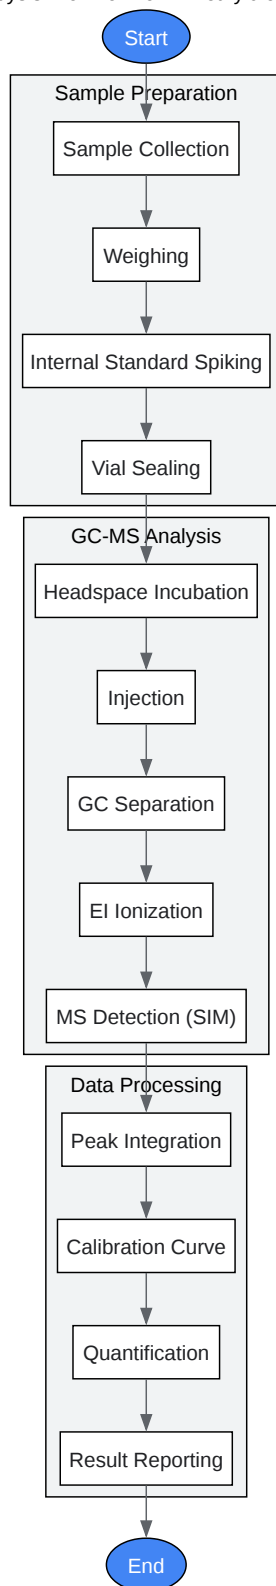 Start
Sample Preparation
Sample Collection
Weighing
Internal Standard Spiking
Vial Sealing
GC-MS Analysis
Headspace Incubation
Injection
GC Separation
EI Ionization
MS Detection (SIM)
Data Processing
Peak Integration
Calibration Curve
Quantification
Result Reporting
End